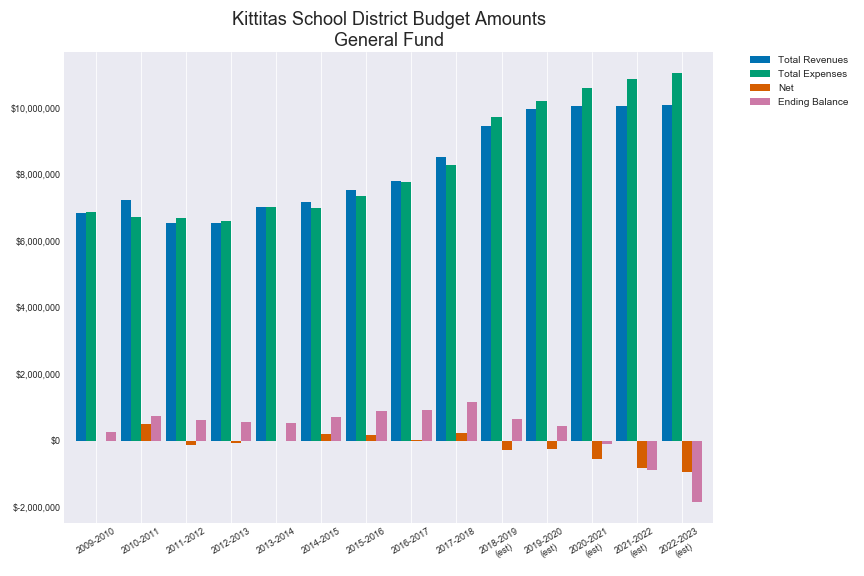 Kittitas School District Budget Amounts
General Fund
Total Revenues
Total Expenses
Net
Ending Balance
$10,000,000
$8,000,000
$6,000,000
$4,000,000
$2,000,000
$0
$-2,000,000
2009-2010
2010-2011
2011-2012
2012-2013
2013-2014
2014-2015
2015-2016
2016-2017
2017-2018
2018-2019
(est)
2019-2020
(est)
2020-2021
(est)
2021-2022
(est)
2022-2023
(est)